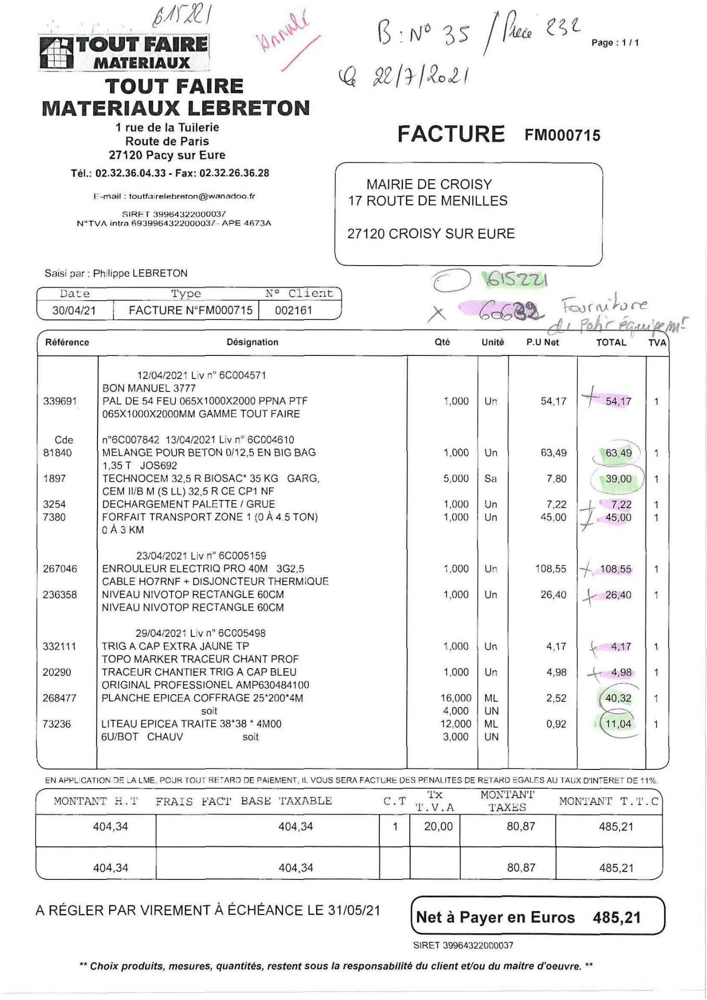 615221
Annulé
B : N° 35 / Pièce 232
Page : 1 / 1
le 22/7/2021
TOUT FAIRE
MATERIAUX
TOUT FAIRE
MATERIAUX LEBRETON
1 rue de la Tuilerie
Route de Paris
27120 Pacy sur Eure
Tél.: 02.32.36.04.33 - Fax: 02.32.26.36.28
E-mail : toutfairelebreton@wanadoo.fr
SIRET 39964322000037
N°TVA intra 6939964322000037- APE 4673A
FACTURE FM000715
MAIRIE DE CROISY
17 ROUTE DE MENILLES
27120 CROISY SUR EURE
Saisi par : Philippe LEBRETON
615221
x 60632 Fourniture
de Petit équipemt
Date Type N° Client
30/04/21 FACTURE N°FM000715 002161
Référence Désignation Qté Unité P.U Net TOTAL TVA
12/04/2021 Liv n° 6C004571
BON MANUEL 3777
339691 PAL DE 54 FEU 065X1000X2000 PPNA PTF 1,000 Un 54,17 54,17 1
065X1000X2000MM GAMME TOUT FAIRE
Cde n°6C007842 13/04/2021 Liv n° 6C004610
81840 MELANGE POUR BETON 0/12,5 EN BIG BAG 1,000 Un 63,49 63,49 1
1,35 T JOS692
1897 TECHNOCEM 32,5 R BIOSAC* 35 KG GARG, 5,000 Sa 7,80 39,00 1
CEM II/B M (S LL) 32,5 R CE CP1 NF
3254 DECHARGEMENT PALETTE / GRUE 1,000 Un 7,22 7,22 1
7380 FORFAIT TRANSPORT ZONE 1 (0 À 4.5 TON) 1,000 Un 45,00 45,00 1
0 À 3 KM
23/04/2021 Liv n° 6C005159
267046 ENROULEUR ELECTRIQ PRO 40M 3G2,5 1,000 Un 108,55 108,55 1
CABLE HO7RNF + DISJONCTEUR THERMIQUE
236358 NIVEAU NIVOTOP RECTANGLE 60CM 1,000 Un 26,40 26,40 1
NIVEAU NIVOTOP RECTANGLE 60CM
29/04/2021 Liv n° 6C005498
332111 TRIG A CAP EXTRA JAUNE TP 1,000 Un 4,17 4,17 1
TOPO MARKER TRACEUR CHANT PROF
20290 TRACEUR CHANTIER TRIG A CAP BLEU 1,000 Un 4,98 4,98 1
ORIGINAL PROFESSIONEL AMP630484100
268477 PLANCHE EPICEA COFFRAGE 25*200*4M 16,000 ML 2,52 40,32 1
soit 4,000 UN
73236 LITEAU EPICEA TRAITE 38*38 * 4M00 12,000 ML 0,92 11,04 1
6U/BOT CHAUV soit 3,000 UN
EN APPLICATION DE LA LME, POUR TOUT RETARD DE PAIEMENT, IL VOUS SERA FACTURE DES PENALITES DE RETARD EGALES AU TAUX D'INTERET DE 11%.
MONTANT H.T FRAIS FACT BASE TAXABLE C.T Tx T.V.A MONTANT TAXES MONTANT T.T.C
404,34 404,34 1 20,00 80,87 485,21
404,34 404,34 80,87 485,21
A RÉGLER PAR VIREMENT À ÉCHÉANCE LE 31/05/21
Net à Payer en Euros 485,21
SIRET 39964322000037
** Choix produits, mesures, quantités, restent sous la responsabilité du client et/ou du maitre d'oeuvre. **